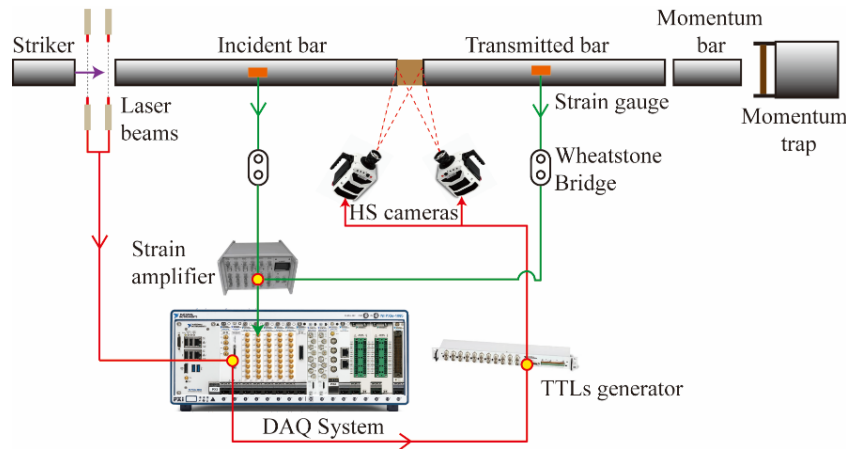 Striker
Incident bar
Transmitted bar
Momentum
bar
Laser
beams
Strain gauge
Momentum
trap
Wheatstone
Bridge
HS cameras
Strain
amplifier
TTLs generator
DAQ System